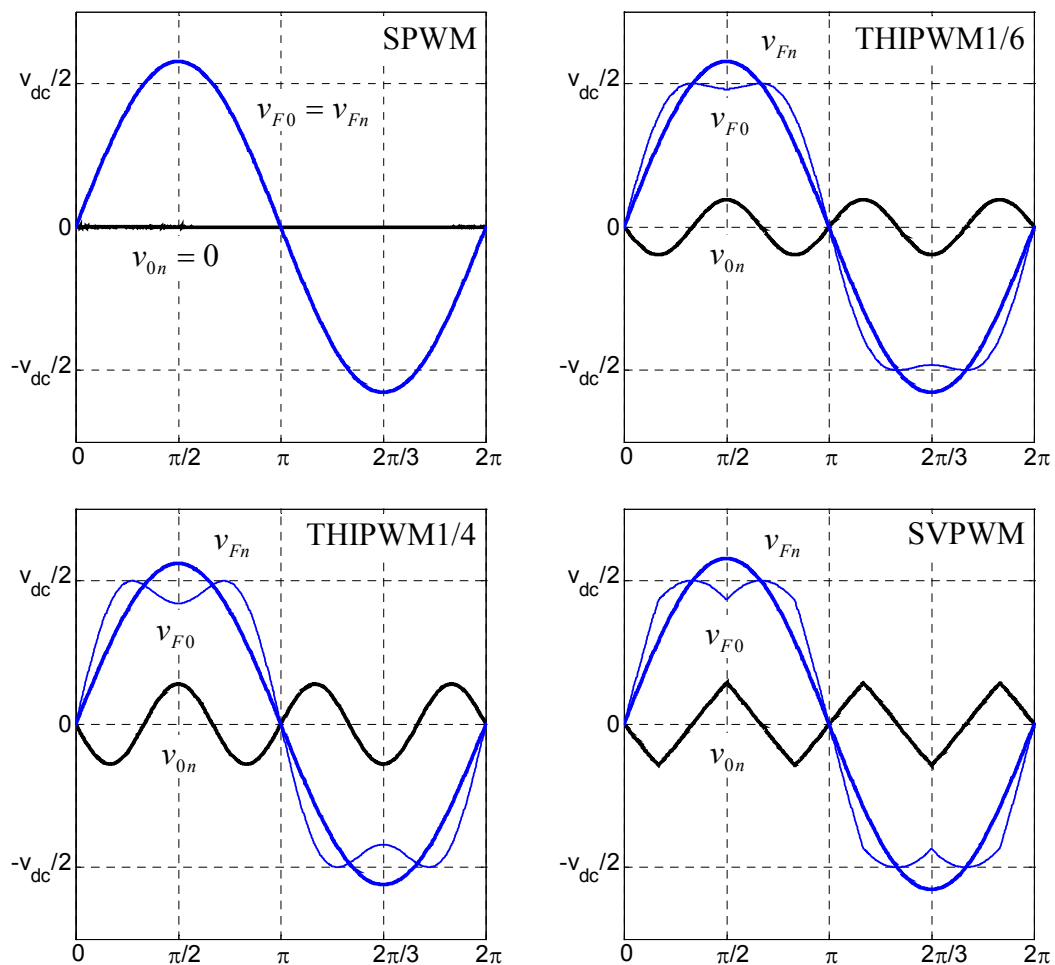 SPWM
v_dc/2
v_F0 = v_Fn
0
v_0n = 0
-v_dc/2
0 π/2 π 2π/3 2π
THIPWM1/6
v_Fn
v_F0
v_0n
0 π/2 π 2π/3 2π
THIPWM1/4
v_Fn
v_dc/2
v_F0
0
v_0n
-v_dc/2
0 π/2 π 2π/3 2π
SVPWM
v_Fn
v_dc/2
v_F0
0
v_0n
-v_dc/2
0 π/2 π 2π/3 2π
v_dc/2
0
-v_dc/2